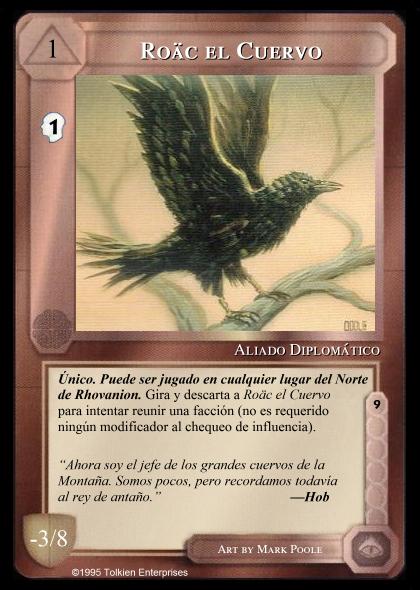 1
Roäc el Cuervo
1
DOOLE
Aliado Diplomático
Único. Puede ser jugado en cualquier lugar del Norte
de Rhovanion. Gira y descarta a Roäc el Cuervo
para intentar reunir una facción (no es requerido
ningún modificador al chequeo de influencia).
9
“Ahora soy el jefe de los grandes cuervos de la
Montaña. Somos pocos, pero recordamos todavía
al rey de antaño.” —Hob
-3/8
Art by Mark Poole
©1995 Tolkien Enterprises